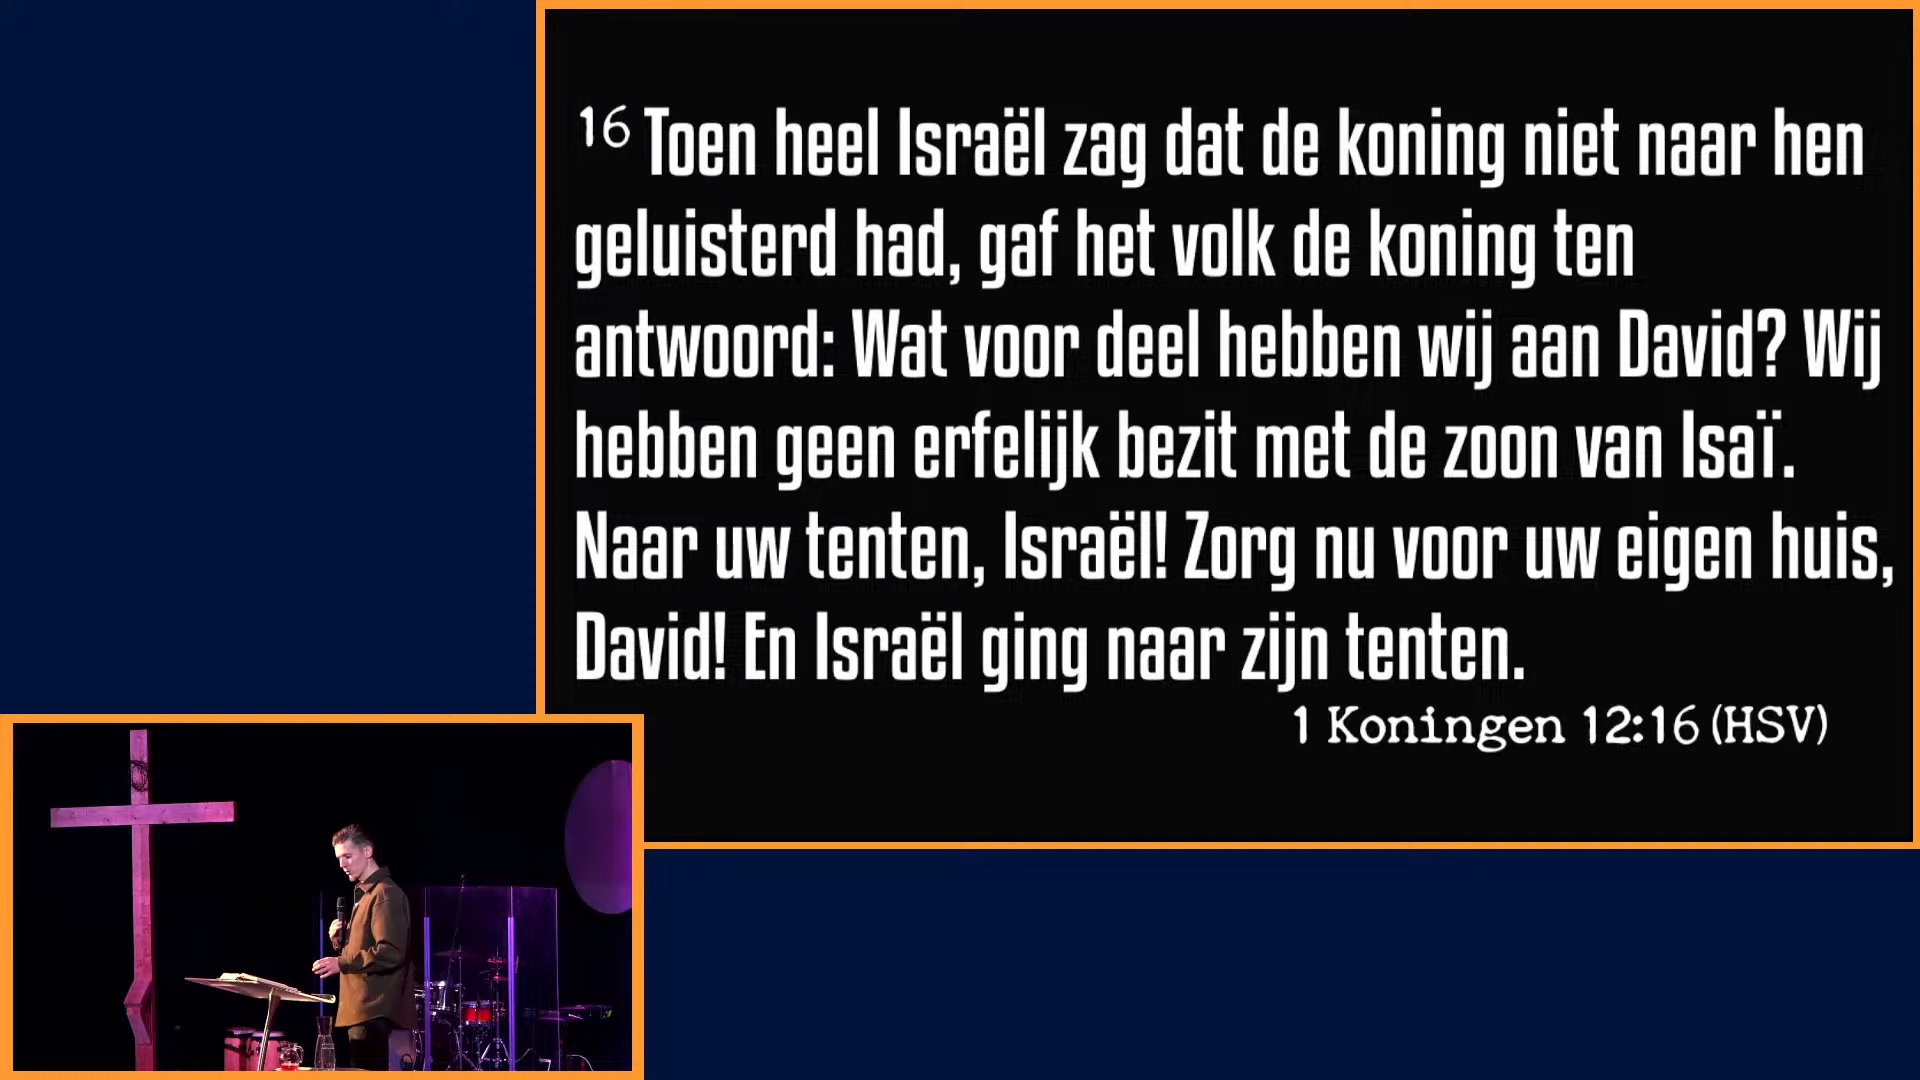 16 Toen heel Israël zag dat de koning niet naar hen
geluisterd had, gaf het volk de koning ten
antwoord: Wat voor deel hebben wij aan David? Wij
hebben geen erfelijk bezit met de zoon van Isaï.
Naar uw tenten, Israël! Zorg nu voor uw eigen huis,
David! En Israël ging naar zijn tenten.
1 Koningen 12:16 (HSV)